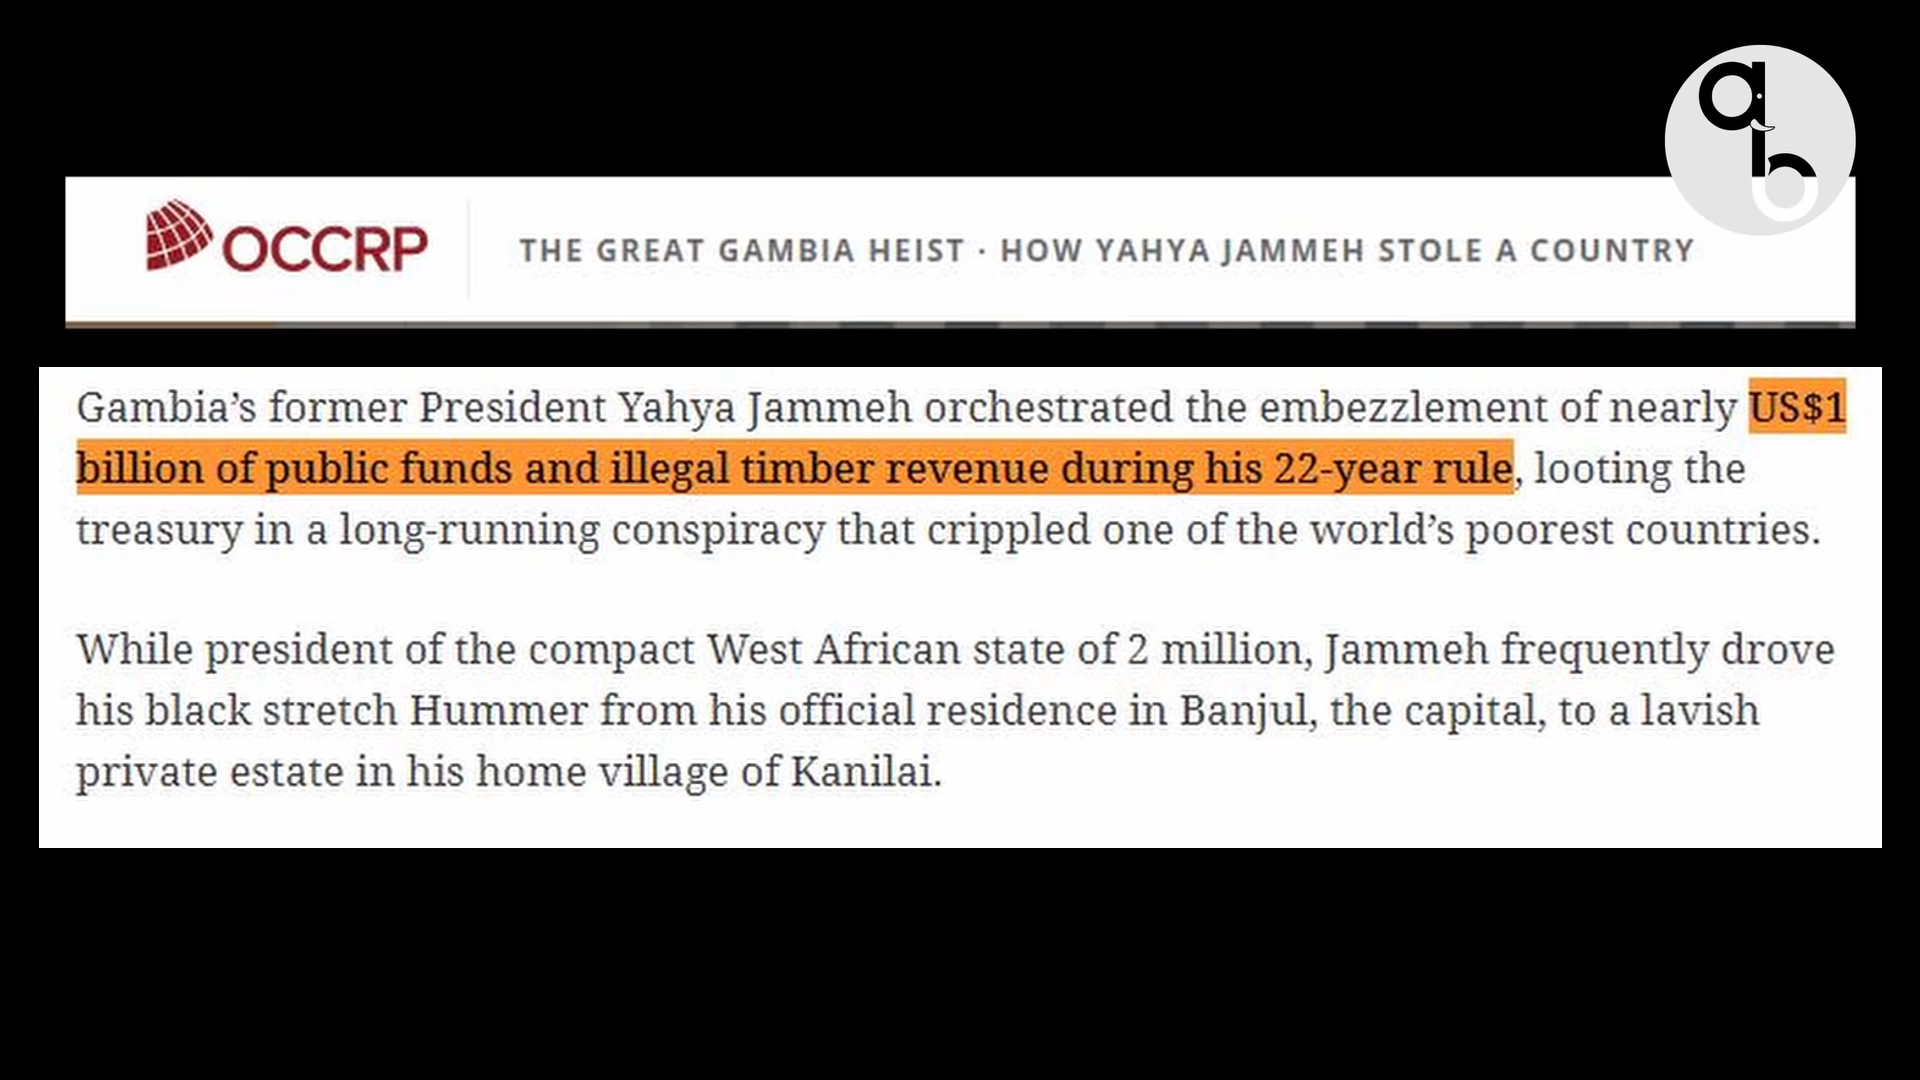 ab
OCCRP
THE GREAT GAMBIA HEIST · HOW YAHYA JAMMEH STOLE A COUNTRY
Gambia’s former President Yahya Jammeh orchestrated the embezzlement of nearly US$1
billion of public funds and illegal timber revenue during his 22-year rule, looting the
treasury in a long-running conspiracy that crippled one of the world’s poorest countries.
While president of the compact West African state of 2 million, Jammeh frequently drove
his black stretch Hummer from his official residence in Banjul, the capital, to a lavish
private estate in his home village of Kanilai.